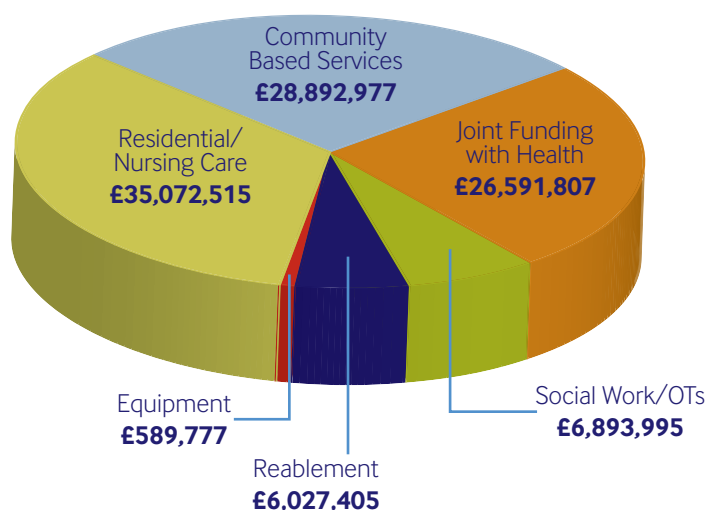 Community
Based Services
£28,892,977
Residential/
Nursing Care
£35,072,515
Joint Funding
with Health
£26,591,807
Equipment
£589,777
Reablement
£6,027,405
Social Work/OTs
£6,893,995